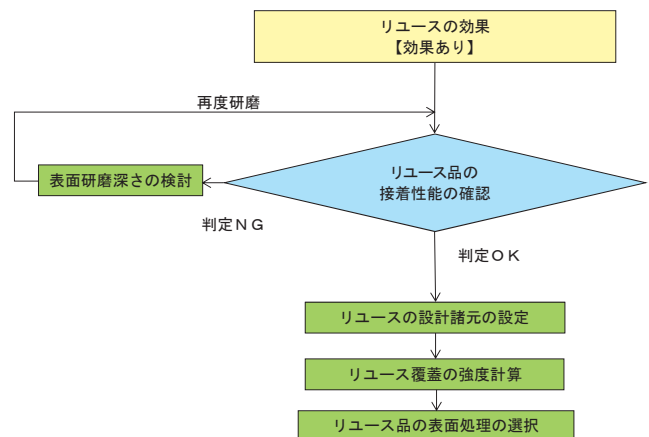 リユースの効果
【効果あり】
再度研磨
リユース品の
接着性能の確認
表面研磨深さの検討
判定ＮＧ
判定ＯＫ
リユースの設計諸元の設定
リユース覆蓋の強度計算
リユース品の表面処理の選択